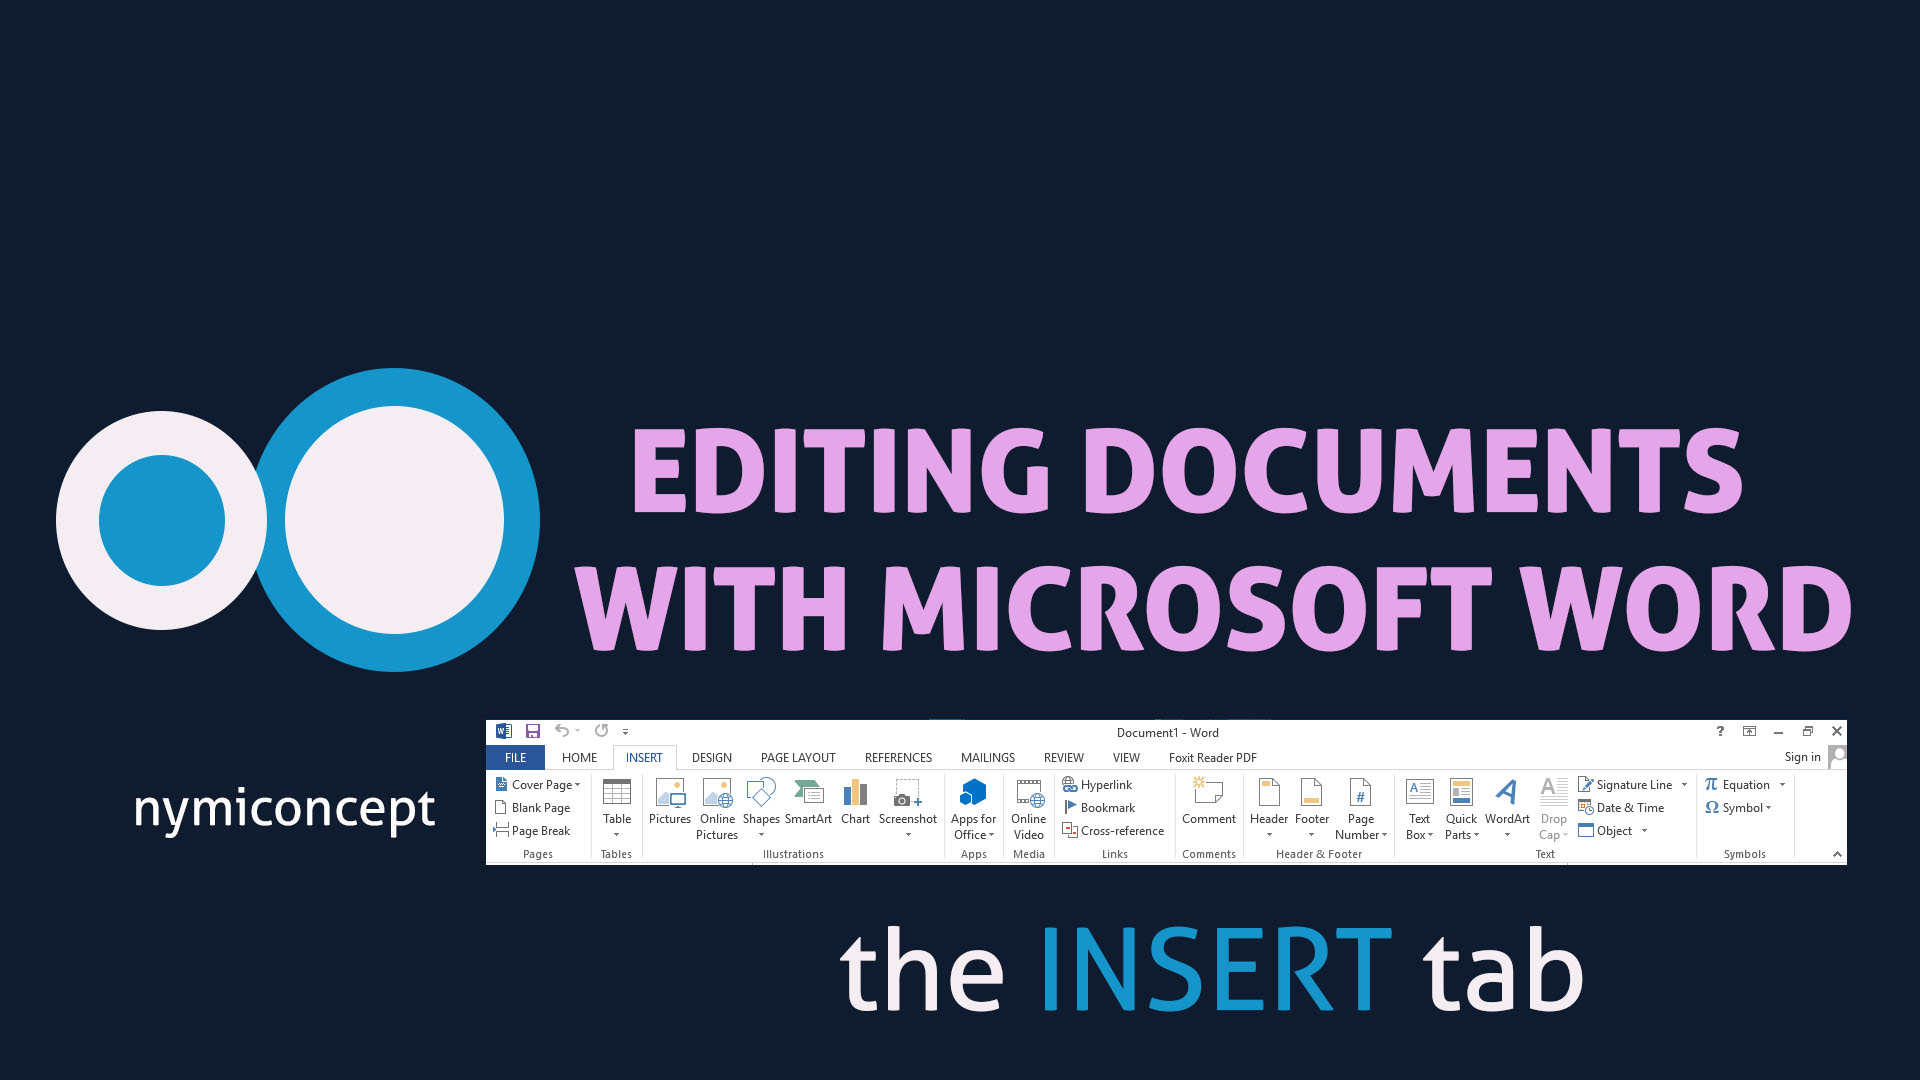 EDITING DOCUMENTS
WITH MICROSOFT WORD
Document1 - Word
?
FILE HOME INSERT DESIGN PAGE LAYOUT REFERENCES MAILINGS REVIEW VIEW Foxit Reader PDF Sign in
Cover Page
Blank Page
Page Break
Pages
Table
Tables
Pictures
Online
Pictures
Shapes
SmartArt
Chart
Screenshot
Illustrations
Apps for
Office
Apps
Online
Video
Media
Hyperlink
Bookmark
Cross-reference
Links
Comment
Comments
Header
Footer
Page
Number
Header & Footer
Text
Box
Quick
Parts
WordArt
Drop
Cap
Signature Line
Date & Time
Object
Text
Equation
Symbol
Symbols
nymiconcept
the INSERT tab